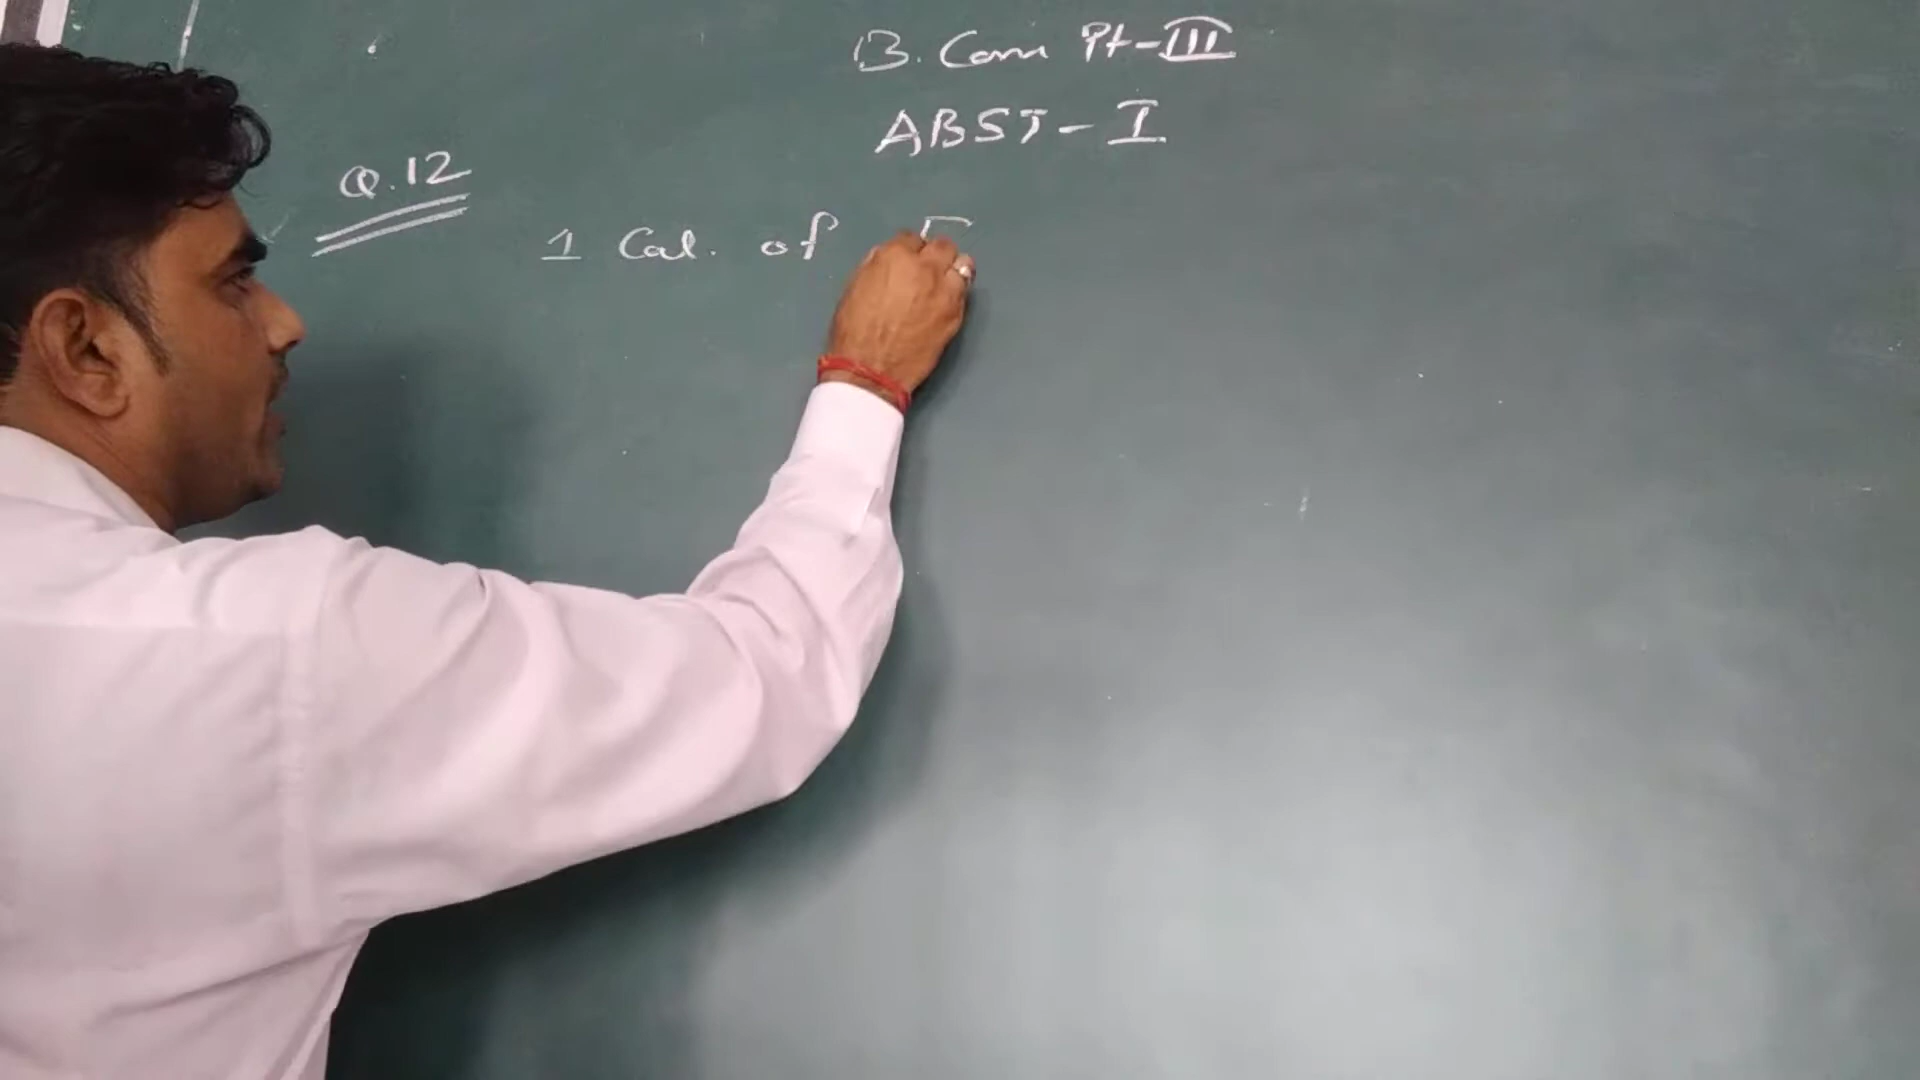 B. Com Pt-III
ABST-I
Q.12
1 Cal. of